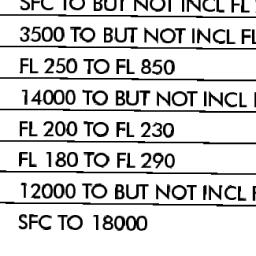 SFC TO BUT NOT INCL FL
3500 TO BUT NOT INCL FL
FL 250 TO FL 850
14000 TO BUT NOT INCL
FL 200 TO FL 230
FL 180 TO FL 290
12000 TO BUT NOT INCL
SFC TO 18000